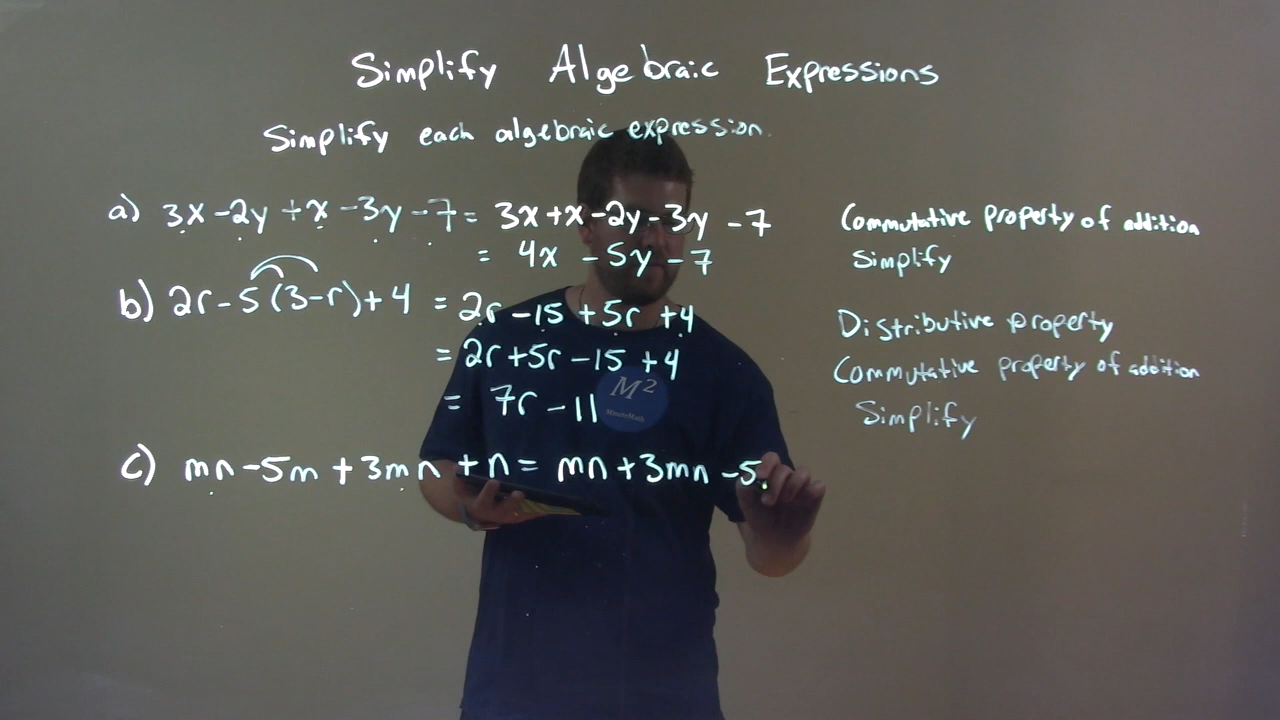 Simplify Algebraic Expressions
Simplify each algebraic expression.
a) 3x - 2y + x - 3y - 7 = 3x + x - 2y - 3y - 7 Commutative property of addition
= 4x - 5y - 7 Simplify
b) 2r - 5(3 - r) + 4 = 2r - 15 + 5r + 4 Distributive property
= 2r + 5r - 15 + 4 Commutative property of addition
= 7r - 11 Simplify
M²
MinuteMath
c) mn - 5m + 3mn + n = mn + 3mn - 5